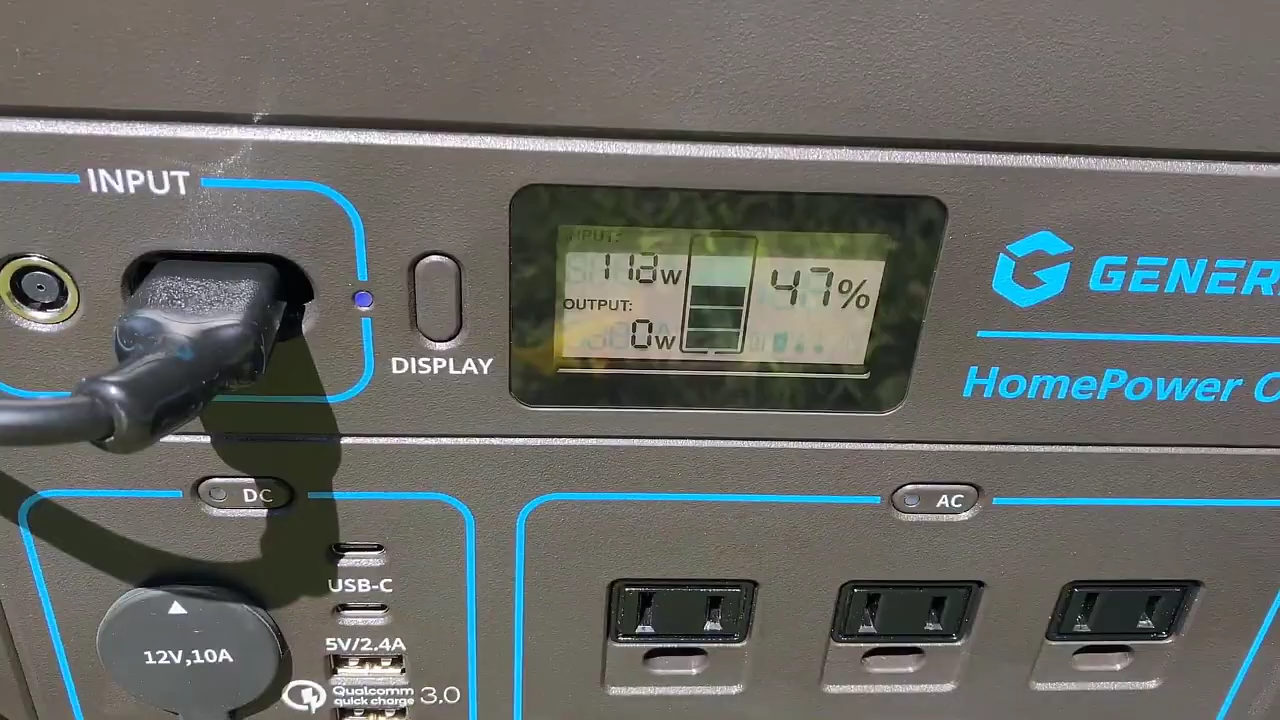 INPUT
INPUT:
47%
OUTPUT:
0w
DISPLAY
GENER
HomePower
DC
AC
USB-C
5V/2.4A
12V,10A
Qualcomm
quick charge 3.0